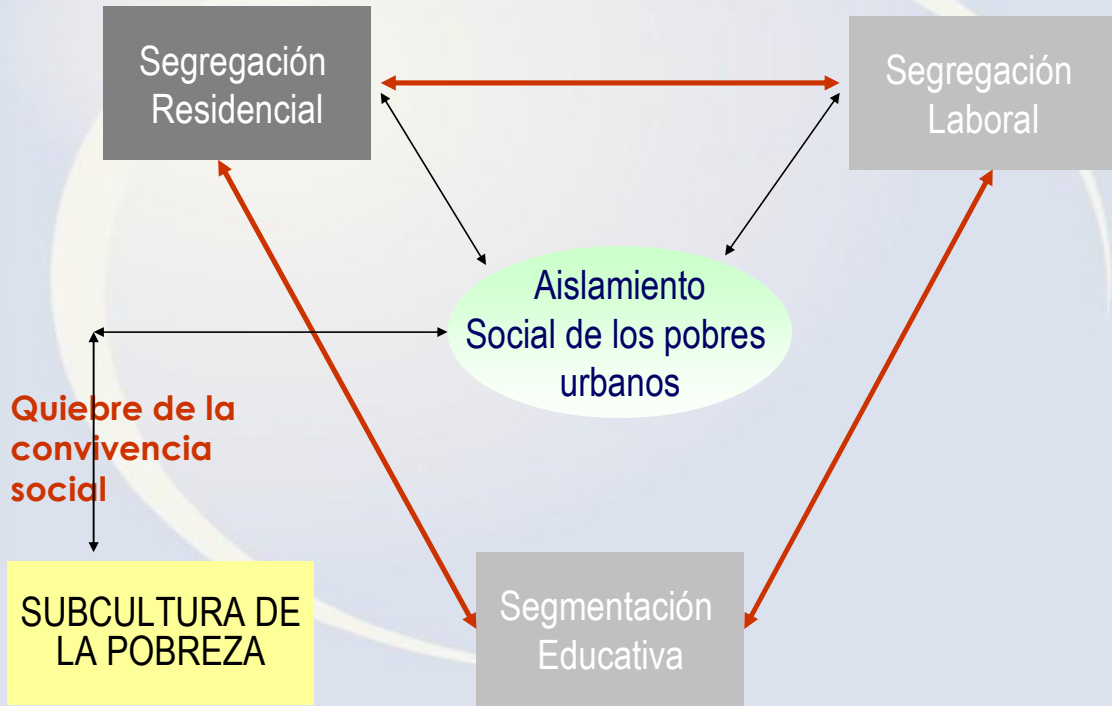 Segregación
Residencial
Segregación
Laboral
Aislamiento
Social de los pobres
urbanos
Quiebre de la
convivencia
social
SUBCULTURA DE
LA POBREZA
Segmentación
Educativa